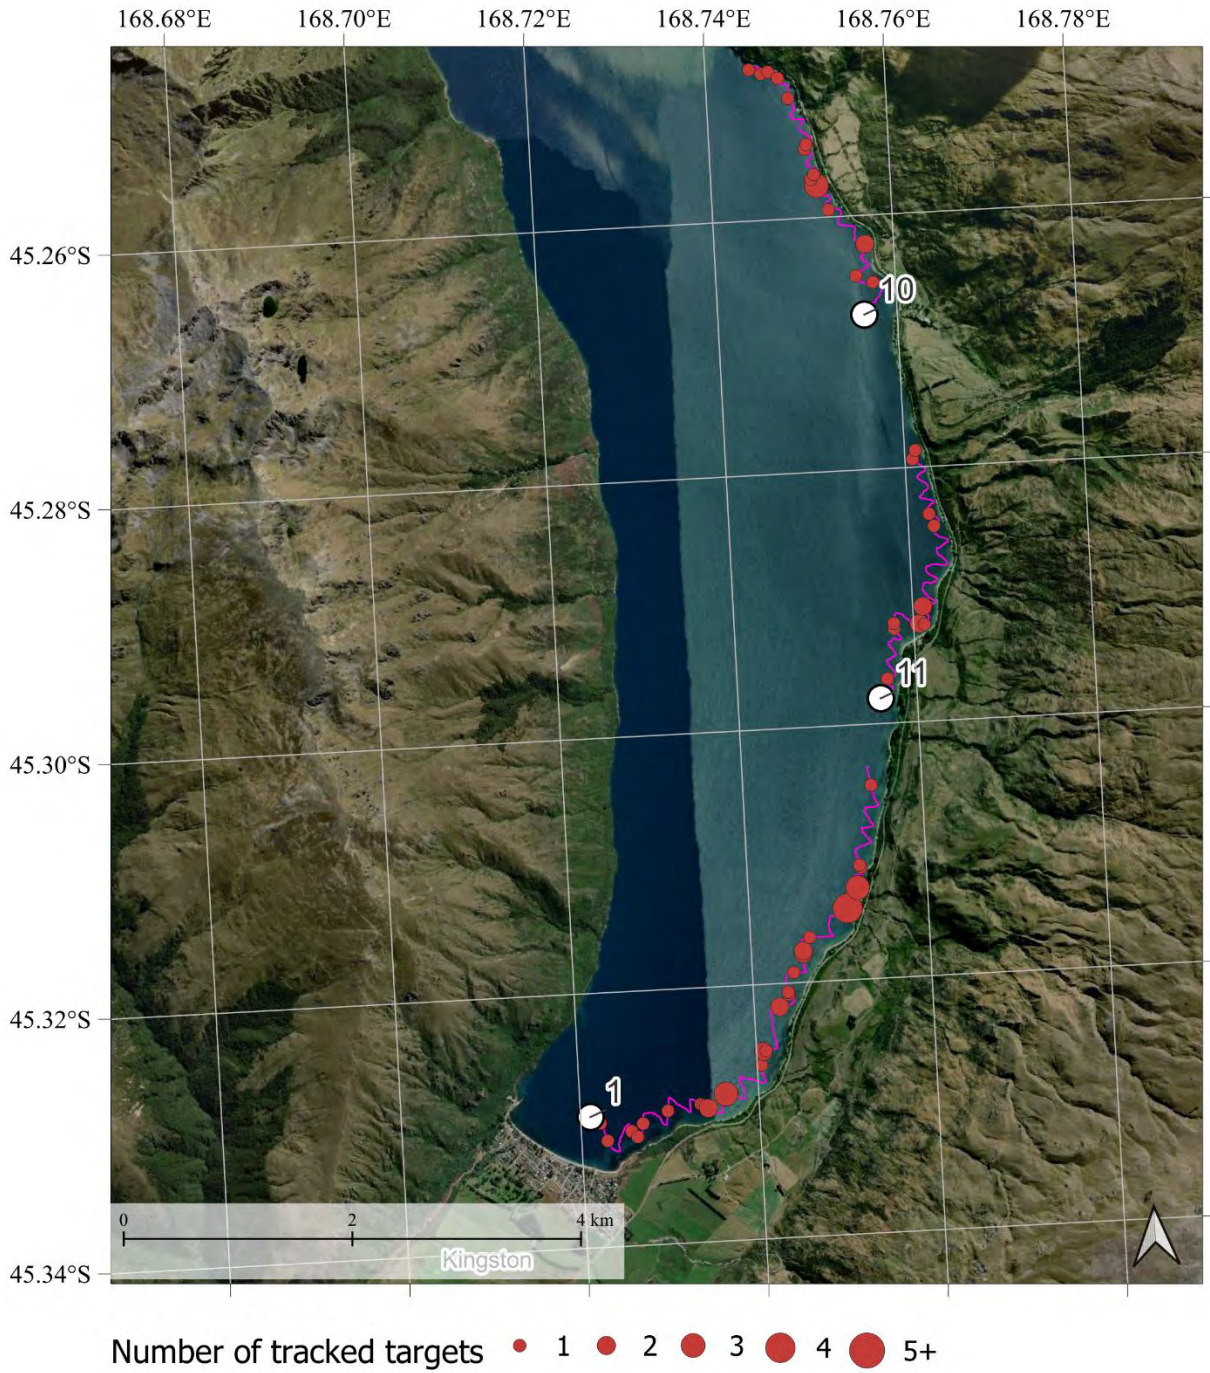 168.68°E 168.70°E 168.72°E 168.74°E 168.76°E 168.78°E
45.26°S
10
45.28°S
11
45.30°S
45.32°S
1
0 2 4 km
Kingston
45.34°S
Number of tracked targets 1 2 3 4 5+